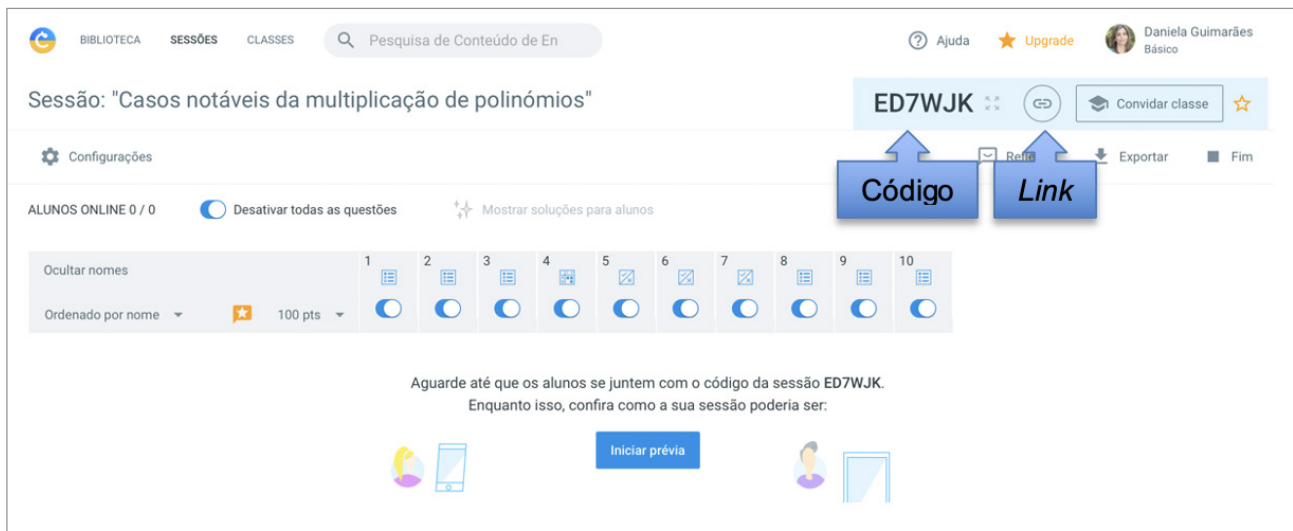 BIBLIOTECA SESSÕES CLASSES Pesquisa de Conteúdo de En Ajuda Upgrade Daniela Guimarães
Básico
Sessão: "Casos notáveis da multiplicação de polinómios" ED7WJK Convidar classe
Configurações Exportar Fim
Código Link
ALUNOS ONLINE 0 / 0 Desativar todas as questões Mostrar soluções para alunos
1 2 3 4 5 6 7 8 9 10
Ocultar nomes
Ordenado por nome 100 pts
Aguarde até que os alunos se juntem com o código da sessão ED7WJK.
Enquanto isso, confira como a sua sessão poderia ser:
Iniciar prévia